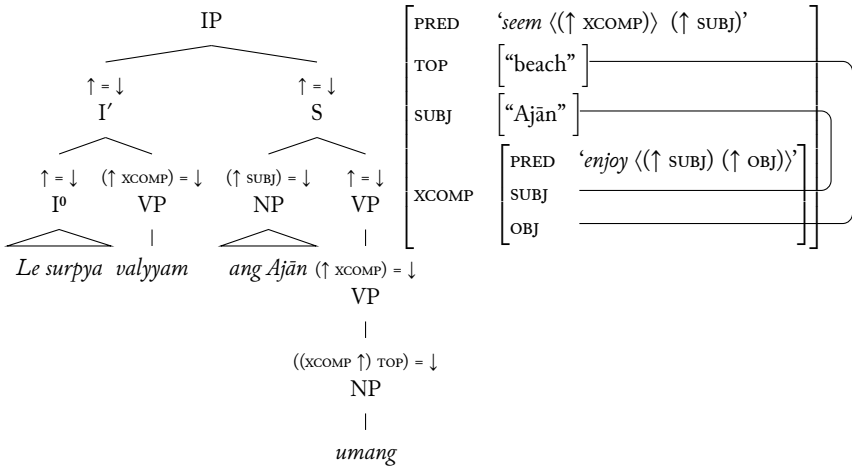 IP
↑ = ↓
I′
↑ = ↓
S
↑ = ↓
I⁰
(↑ XCOMP) = ↓
VP
(↑ SUBJ) = ↓
NP
↑ = ↓
VP
Le surpya valyyam ang Ajān (↑ XCOMP) = ↓
VP
((XCOMP ↑) TOP) = ↓
NP
umang
PRED ‘seem ⟨(↑ XCOMP)⟩ (↑ SUBJ)’
TOP [“beach”]
SUBJ [“Ajān”]
XCOMP
PRED ‘enjoy ⟨(↑ SUBJ) (↑ OBJ)⟩’
SUBJ
OBJ